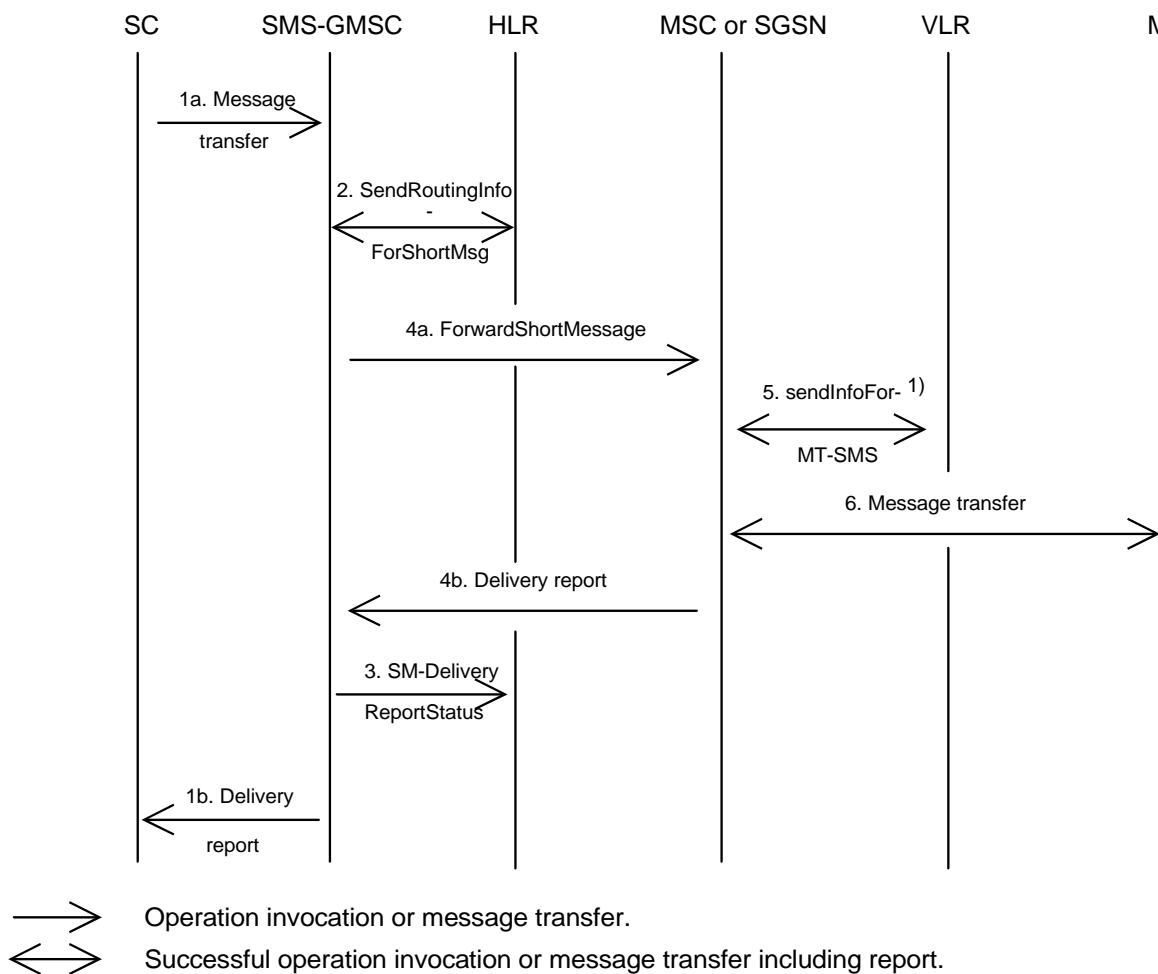 SC SMS-GMSC HLR MSC or SGSN VLR M
1a. Message
transfer
2. SendRoutingInfo
-
ForShortMsg
4a. ForwardShortMessage
5. sendInfoFor- 1)
MT-SMS
6. Message transfer
4b. Delivery report
3. SM-Delivery
ReportStatus
1b. Delivery
report
Operation invocation or message transfer.
Successful operation invocation or message transfer including report.